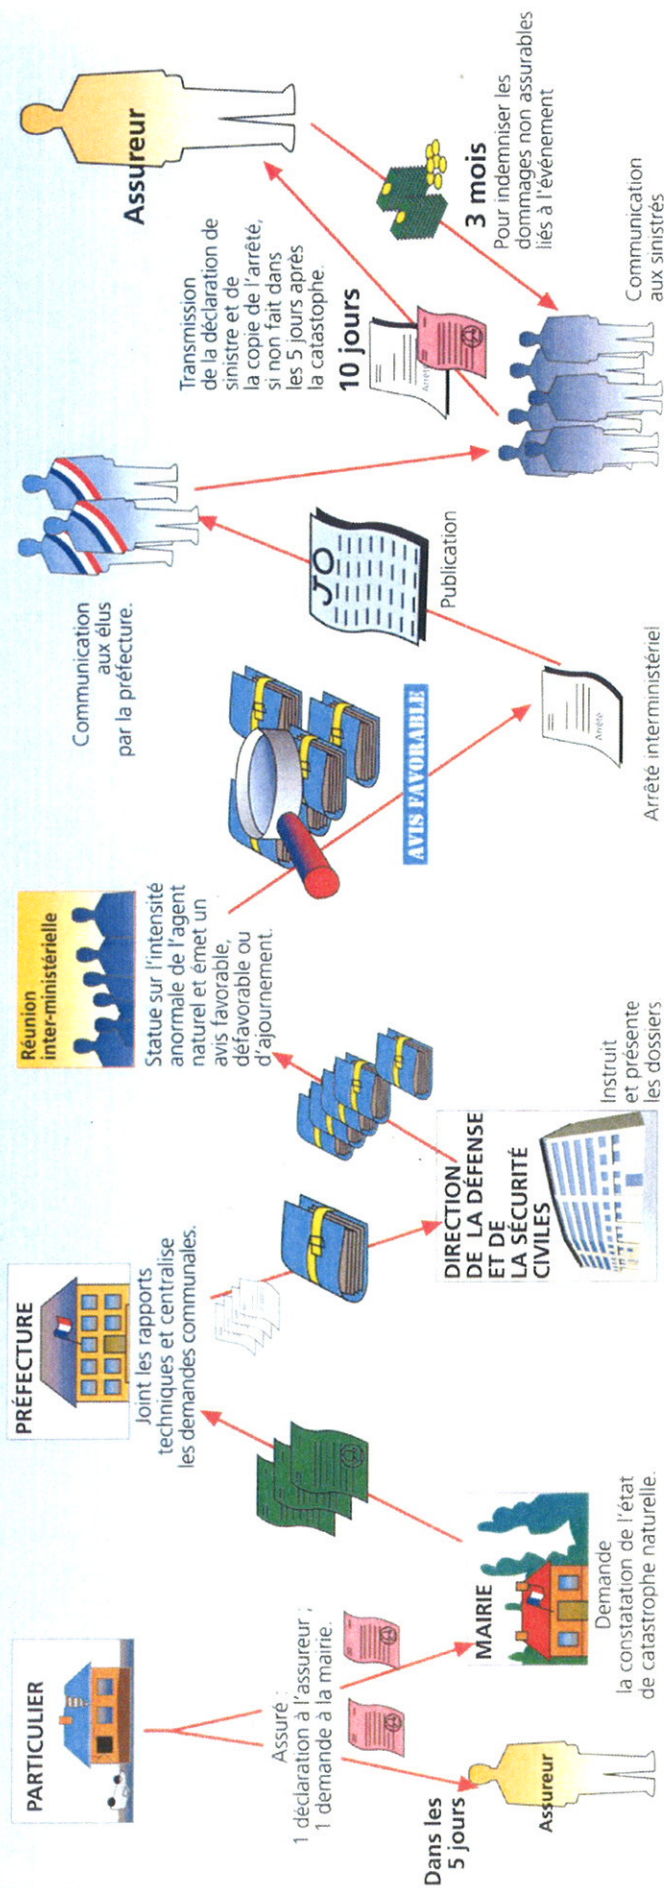 PARTICULIER
Assuré :
1 déclaration à l'assureur ;
1 demande à la mairie.
Dans les
5 jours
Assureur
MAIRIE
Demande
la constatation de l'état
de catastrophe naturelle.
PRÉFECTURE
Joint les rapports
techniques et centralise
les demandes communales.
DIRECTION
DE LA DÉFENSE
ET DE
LA SÉCURITÉ
CIVILES
Instruit
et présente
les dossiers
Réunion
inter-ministérielle
Statue sur l'intensité
anormale de l'agent
naturel et émet un
avis favorable,
défavorable ou
d'ajournement.
AVIS FAVORABLE
Arrêté
Arrêté interministériel
JO
Publication
Communication
aux élus
par la préfecture.
Communication
aux sinistrés
Transmission
de la déclaration de
sinistre et de
la copie de l'arrêté,
si non fait dans
les 5 jours après
la catastrophe.
10 jours
Arrêté
3 mois
Pour indemniser les
dommages non assurables
liés à l'événement
Assureur